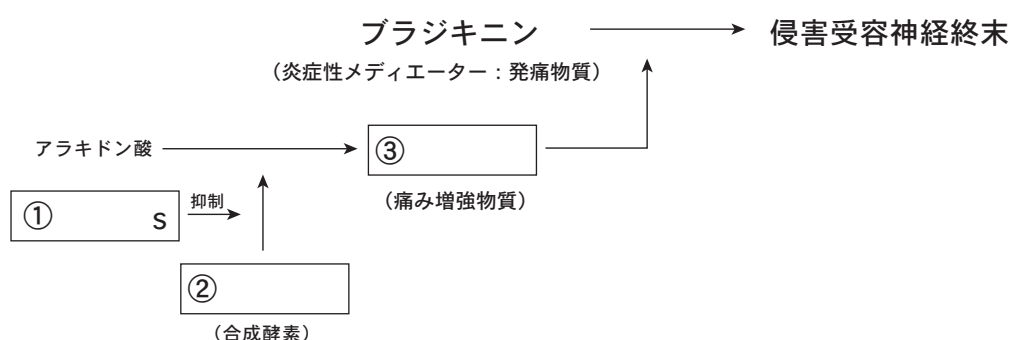 ブラジキニン
侵害受容神経終末
（炎症性メディエーター：発痛物質）
アラキドン酸
③
（痛み増強物質）
① s
抑制
②
（合成酵素）